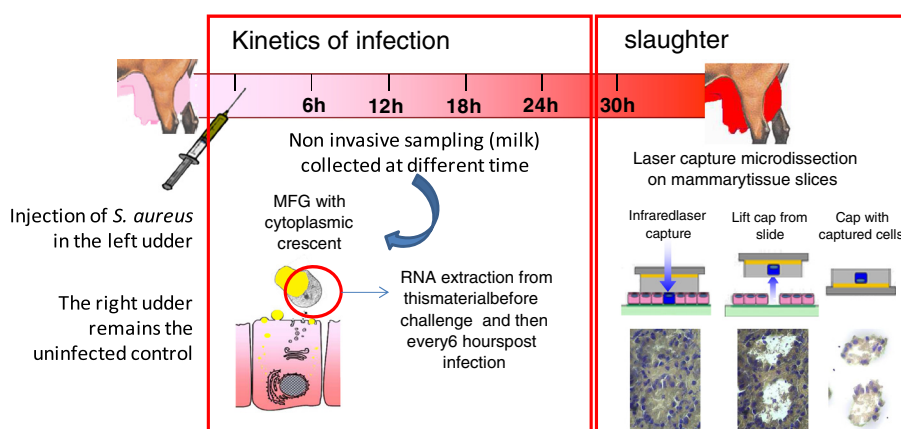 Kinetics of infection
slaughter
6h
12h
18h
24h
30h
Non invasive sampling (milk)
collected at different time
Injection of S. aureus
in the left udder
The right udder
remains the
uninfected control
MFG with
cytoplasmic
crescent
RNA extraction from
thismaterialbefore
challenge and then
every6 hourspost
infection
Laser capture microdissection
on mammarytissue slices
Infraredlaser
capture
Lift cap from
slide
Cap with
captured cells